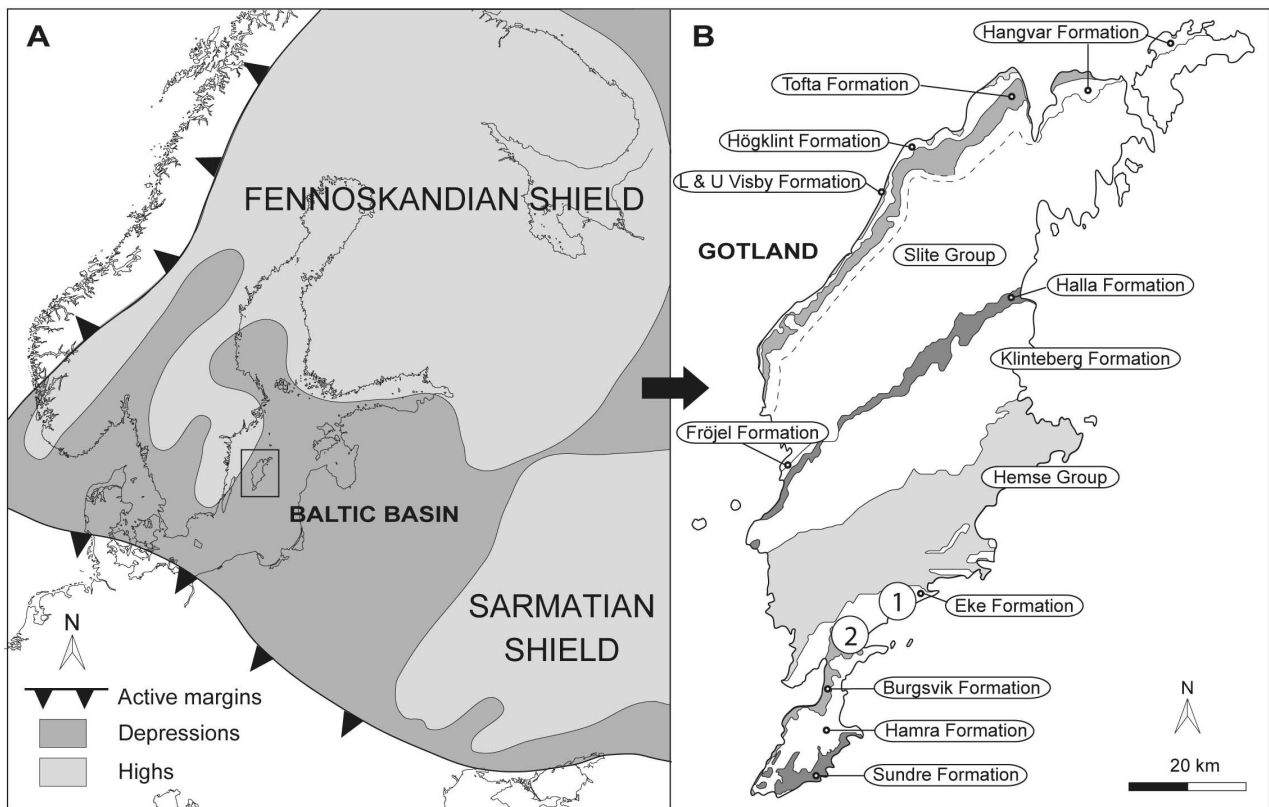 A
FENNOSKANDIAN SHIELD
BALTIC BASIN
SARMATIAN
SHIELD
N
Active margins
Depressions
Highs
B
Hangvar Formation
Tofta Formation
Högklint Formation
L & U Visby Formation
GOTLAND
Slite Group
Halla Formation
Klinteberg Formation
Fröjel Formation
Hemse Group
1
Eke Formation
2
Burgsvik Formation
N
Hamra Formation
Sundre Formation
20 km